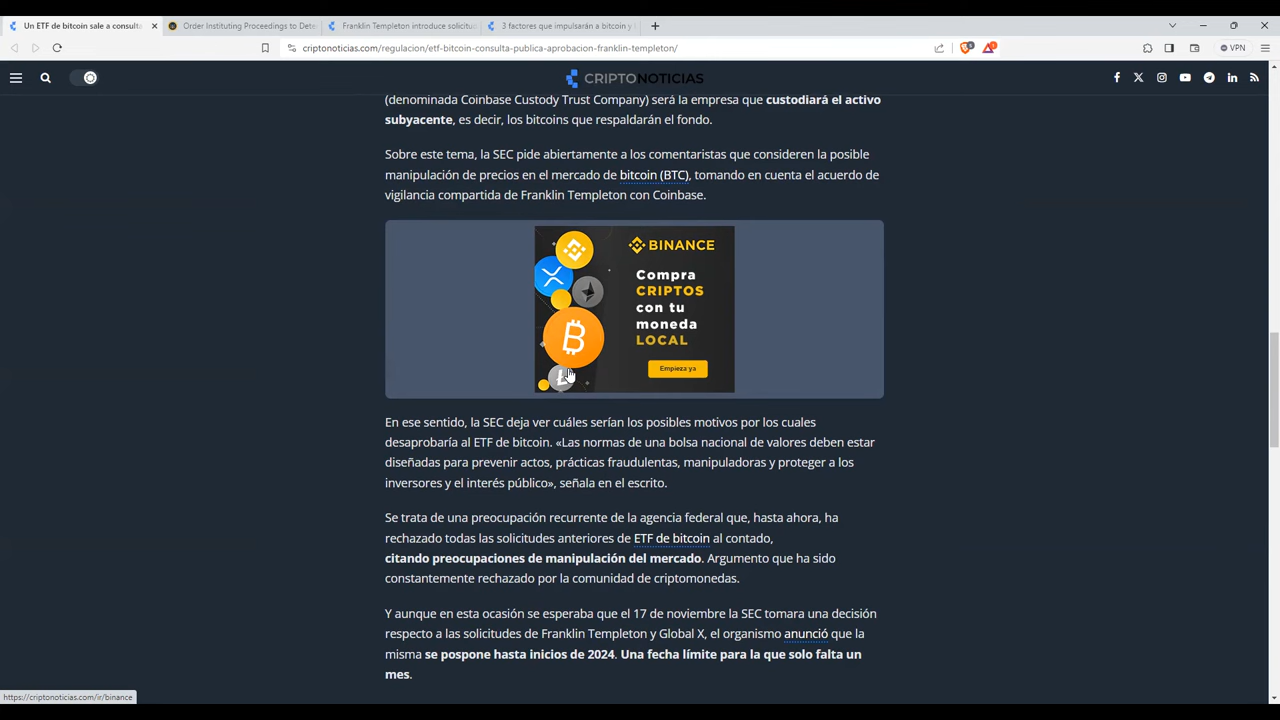 Un ETF de bitcoin sale a consulta
Order Instituting Proceedings to Dete
Franklin Templeton introduce solicitu
3 factores que impulsarán a bitcoin y
criptonoticias.com/regulacion/etf-bitcoin-consulta-publica-aprobacion-franklin-templeton/
VPN
CRIPTONOTICIAS
(denominada Coinbase Custody Trust Company) será la empresa que custodiará el activo
subyacente, es decir, los bitcoins que respaldarán el fondo.
Sobre este tema, la SEC pide abiertamente a los comentaristas que consideren la posible
manipulación de precios en el mercado de bitcoin (BTC), tomando en cuenta el acuerdo de
vigilancia compartida de Franklin Templeton con Coinbase.
BINANCE
Compra
CRIPTOS
con tu
moneda
LOCAL
Empieza ya
En ese sentido, la SEC deja ver cuáles serían los posibles motivos por los cuales
desaprobaría al ETF de bitcoin. «Las normas de una bolsa nacional de valores deben estar
diseñadas para prevenir actos, prácticas fraudulentas, manipuladoras y proteger a los
inversores y el interés público», señala en el escrito.
Se trata de una preocupación recurrente de la agencia federal que, hasta ahora, ha
rechazado todas las solicitudes anteriores de ETF de bitcoin al contado,
citando preocupaciones de manipulación del mercado. Argumento que ha sido
constantemente rechazado por la comunidad de criptomonedas.
Y aunque en esta ocasión se esperaba que el 17 de noviembre la SEC tomara una decisión
respecto a las solicitudes de Franklin Templeton y Global X, el organismo anunció que la
misma se pospone hasta inicios de 2024. Una fecha límite para la que solo falta un
mes.
https://criptonoticias.com/ir/binance